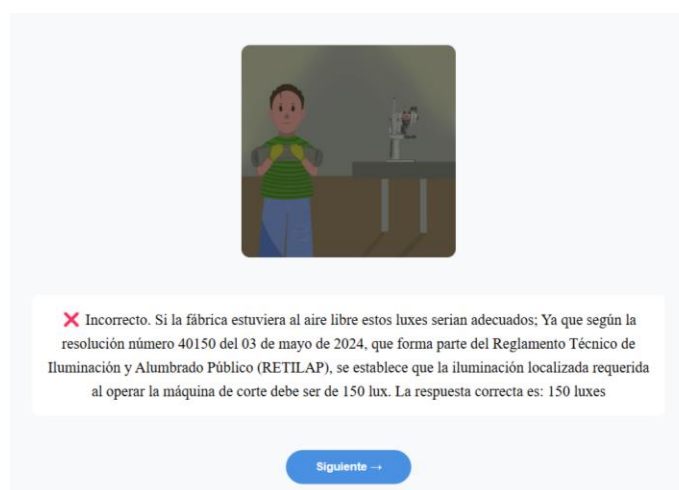 ❌ Incorrecto. Si la fábrica estuviera al aire libre estos luxes serian adecuados; Ya que según la
resolución número 40150 del 03 de mayo de 2024, que forma parte del Reglamento Técnico de
Iluminación y Alumbrado Público (RETILAP), se establece que la iluminación localizada requerida
al operar la máquina de corte debe ser de 150 lux. La respuesta correcta es: 150 luxes
Siguiente →